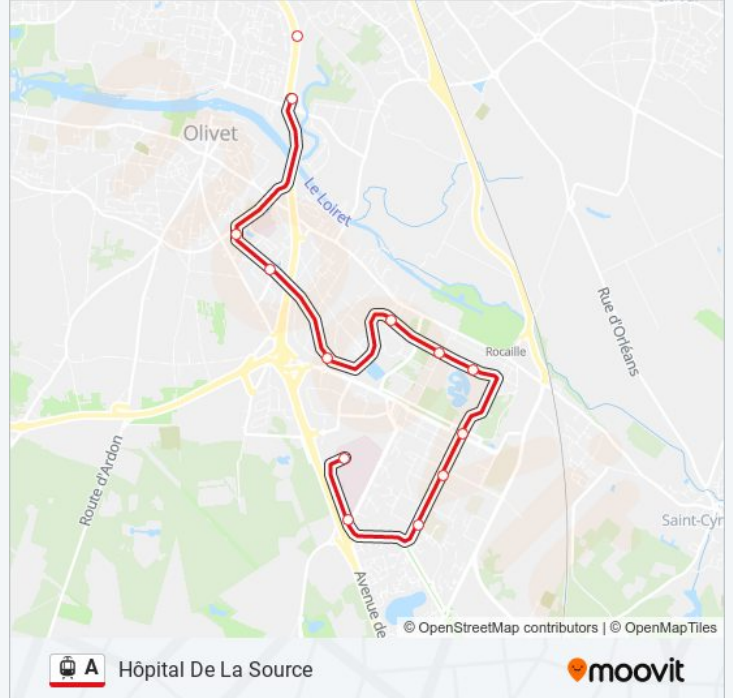 Olivet
Le Loiret
Rue d'Orléans
Rocaille
Route d'Ardon
Saint-Cyr
Avenue de
© OpenStreetMap contributors | © OpenMapTiles
A Hôpital De La Source
moovit